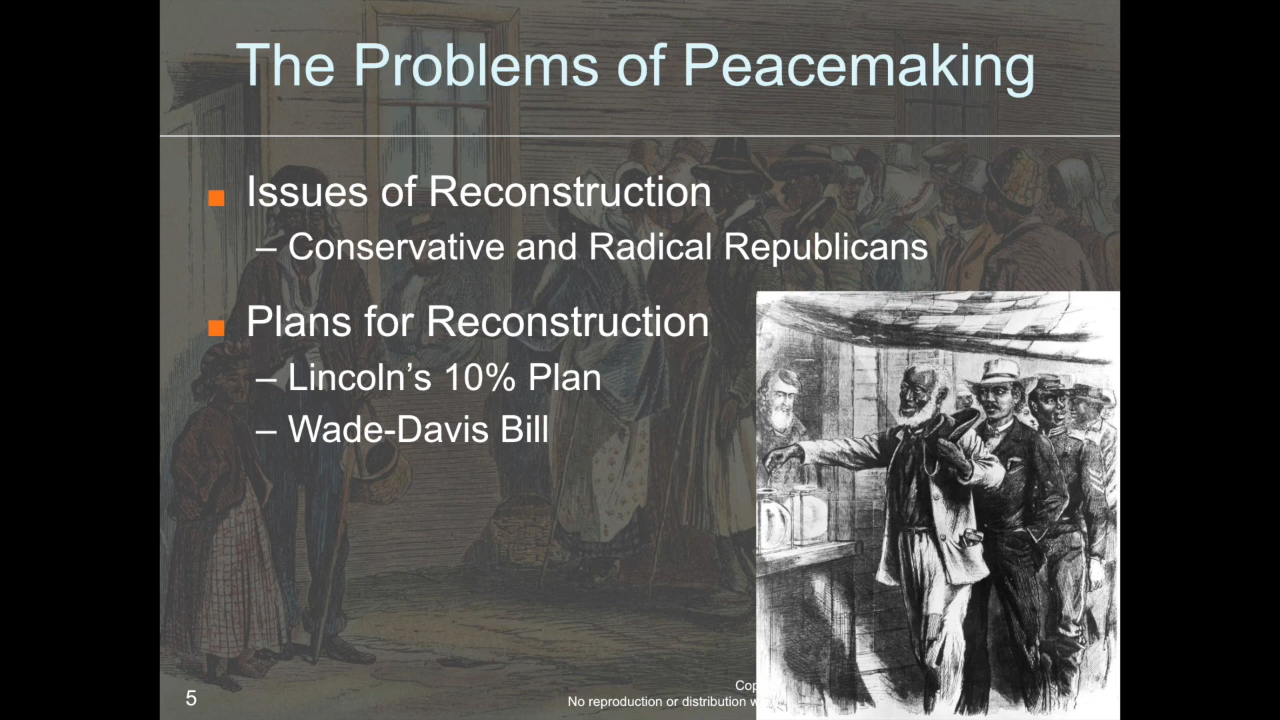 The Problems of Peacemaking
■ Issues of Reconstruction
– Conservative and Radical Republicans
■ Plans for Reconstruction
– Lincoln’s 10% Plan
– Wade-Davis Bill
5
No reproduction or distribution